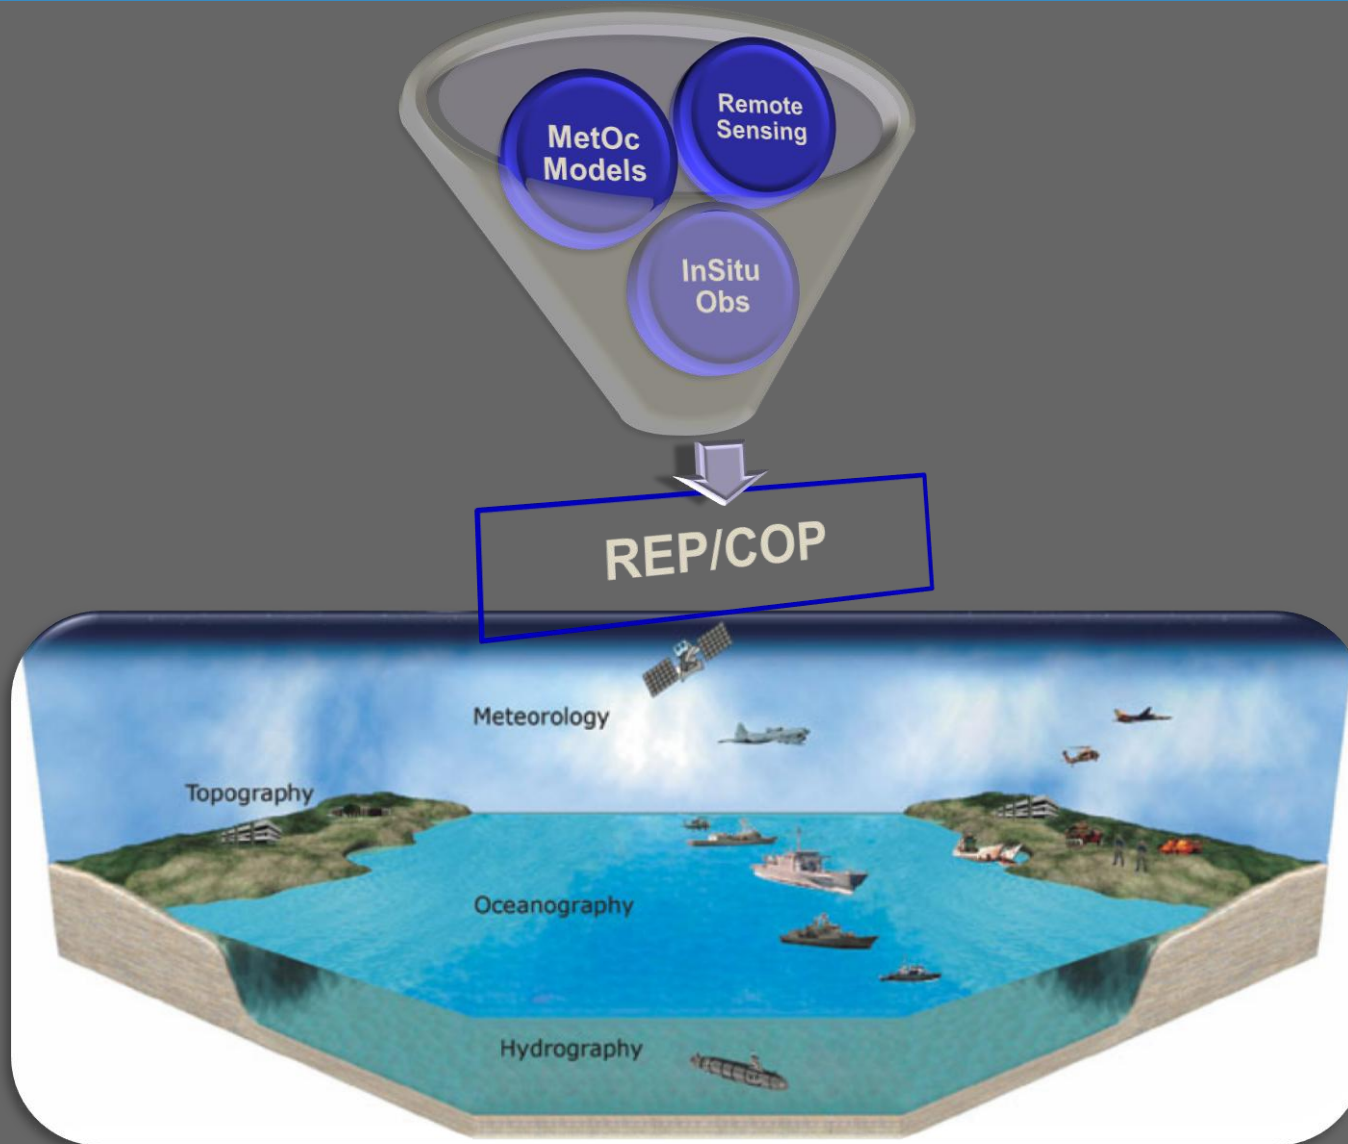 MetOc
Models
Remote
Sensing
InSitu
Obs
REP/COP
Meteorology
Topography
Oceanography
Hydrography